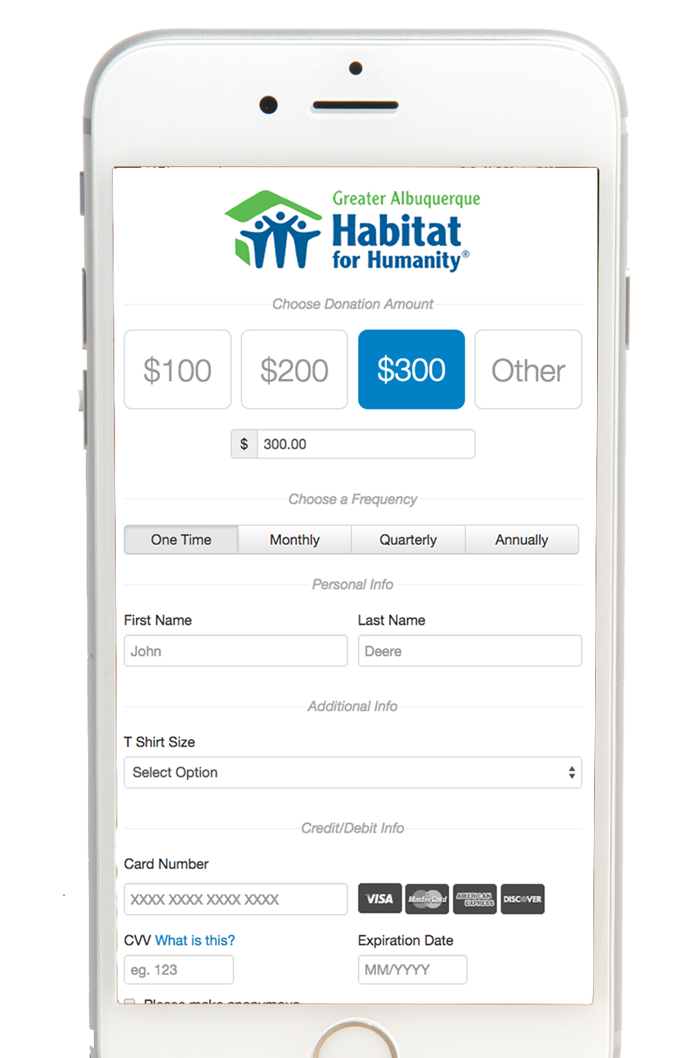 Greater Albuquerque
Habitat
for Humanity®
Choose Donation Amount
$100 $200 $300 Other
$ 300.00
Choose a Frequency
One Time Monthly Quarterly Annually
Personal Info
First Name Last Name
John Deere
Additional Info
T Shirt Size
Select Option
Credit/Debit Info
Card Number
XXXX XXXX XXXX XXXX VISA MasterCard AMERICAN EXPRESS DISCOVER
CVV What is this? Expiration Date
eg. 123 MM/YYYY
Please make anonymous